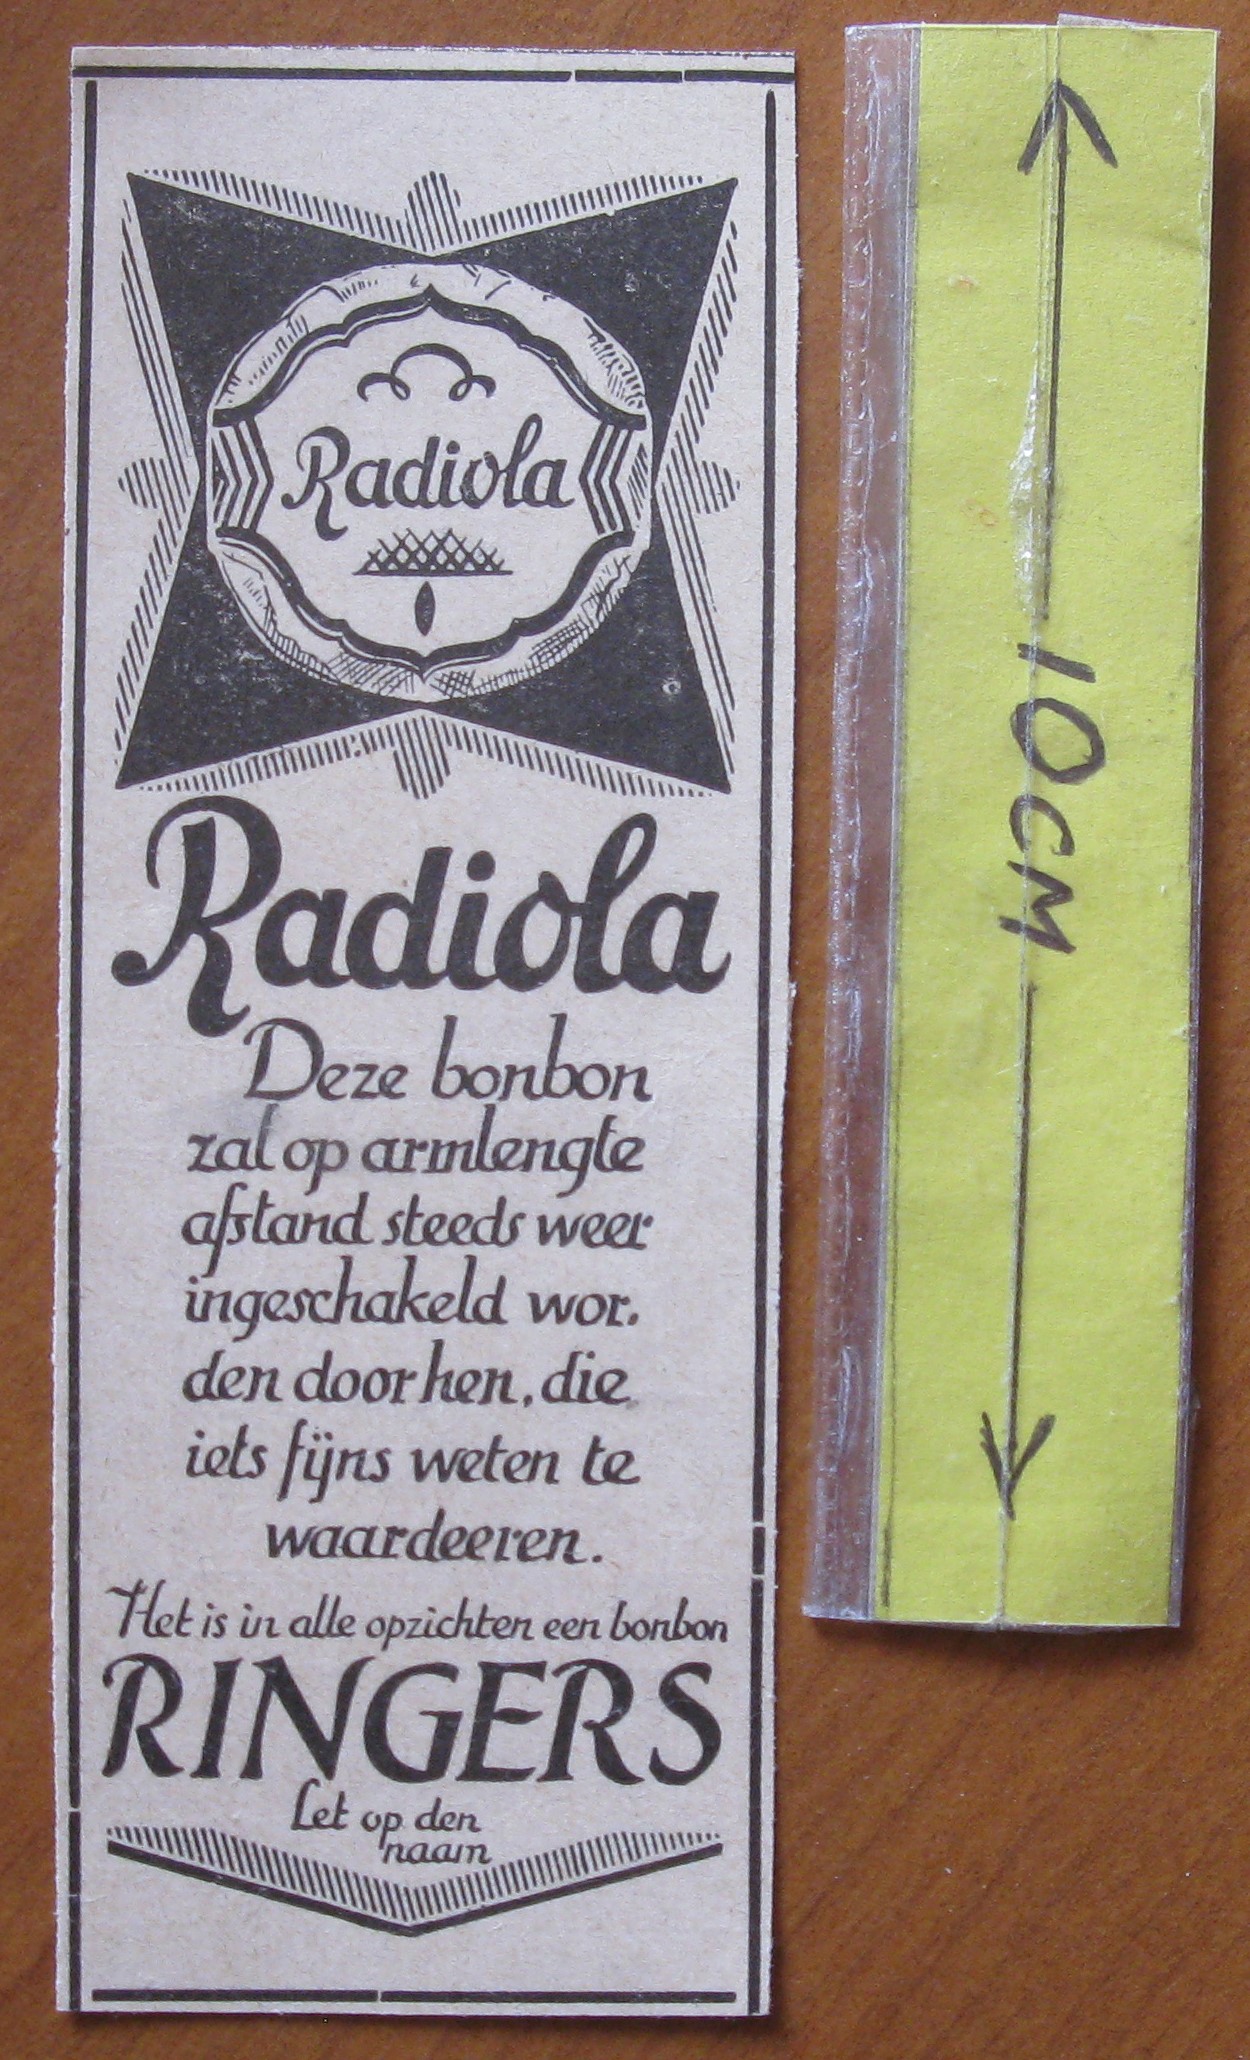 Radiola
Radiola
Deze bonbon
zal op armlengte
afstand steeds weer
ingeschakeld wor-
den door hen, die
iets fijns weten te
waardeeren.
Het is in alle opzichten een bonbon
RINGERS
Let op den
naam
10CM